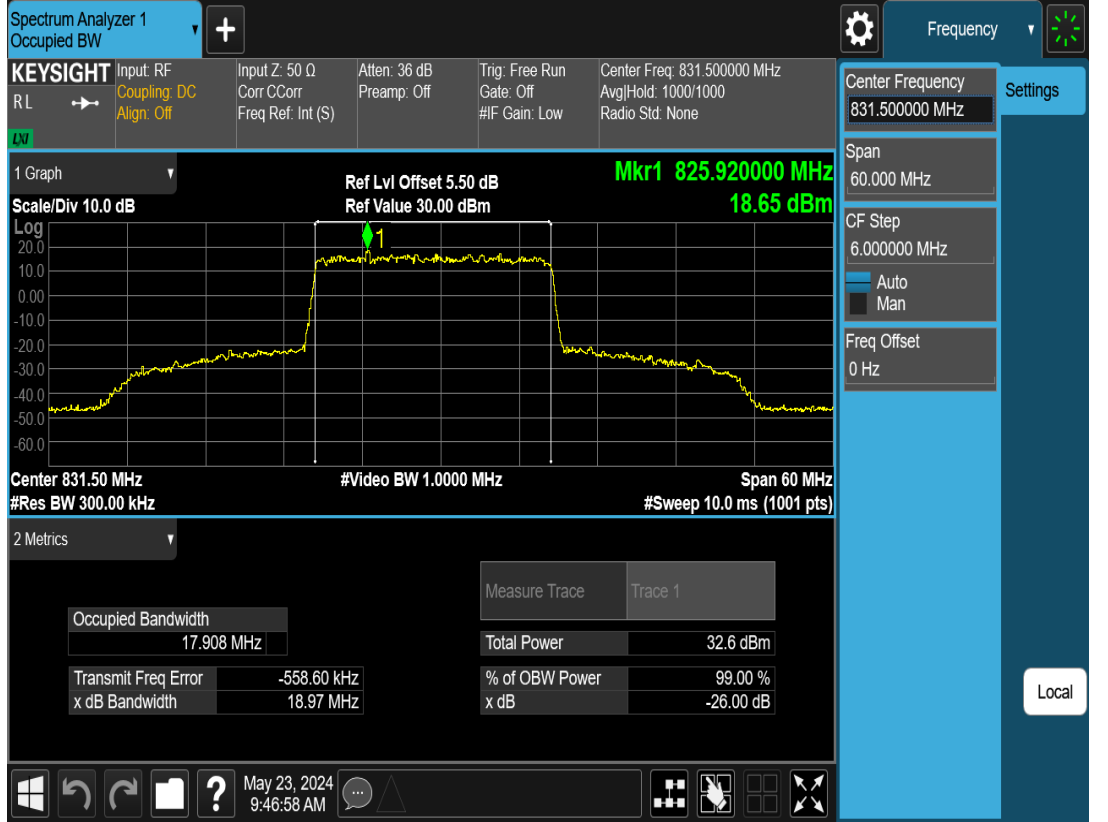 Spectrum Analyzer 1
Occupied BW
+
Frequency
KEYSIGHT
R L
LXI
Input: RF
Coupling: DC
Align: Off
Input Z: 50 Ω
Corr CCorr
Freq Ref: Int (S)
Atten: 36 dB
Preamp: Off
Trig: Free Run
Gate: Off
#IF Gain: Low
Center Freq: 831.500000 MHz
Avg|Hold: 1000/1000
Radio Std: None
Center Frequency
831.500000 MHz
Settings
Span
60.000 MHz
CF Step
6.000000 MHz
Auto
Man
Freq Offset
0 Hz
Local
1 Graph
Scale/Div 10.0 dB
Ref Lvl Offset 5.50 dB
Ref Value 30.00 dBm
Mkr1 825.920000 MHz
18.65 dBm
Log
1
20.0
10.0
0.00
-10.0
-20.0
-30.0
-40.0
-50.0
-60.0
Center 831.50 MHz
#Res BW 300.00 kHz
#Video BW 1.0000 MHz
Span 60 MHz
#Sweep 10.0 ms (1001 pts)
2 Metrics
Measure Trace Trace 1
Occupied Bandwidth
17.908 MHz
Total Power 32.6 dBm
Transmit Freq Error -558.60 kHz
% of OBW Power 99.00 %
x dB Bandwidth 18.97 MHz
x dB -26.00 dB
?
May 23, 2024
9:46:58 AM